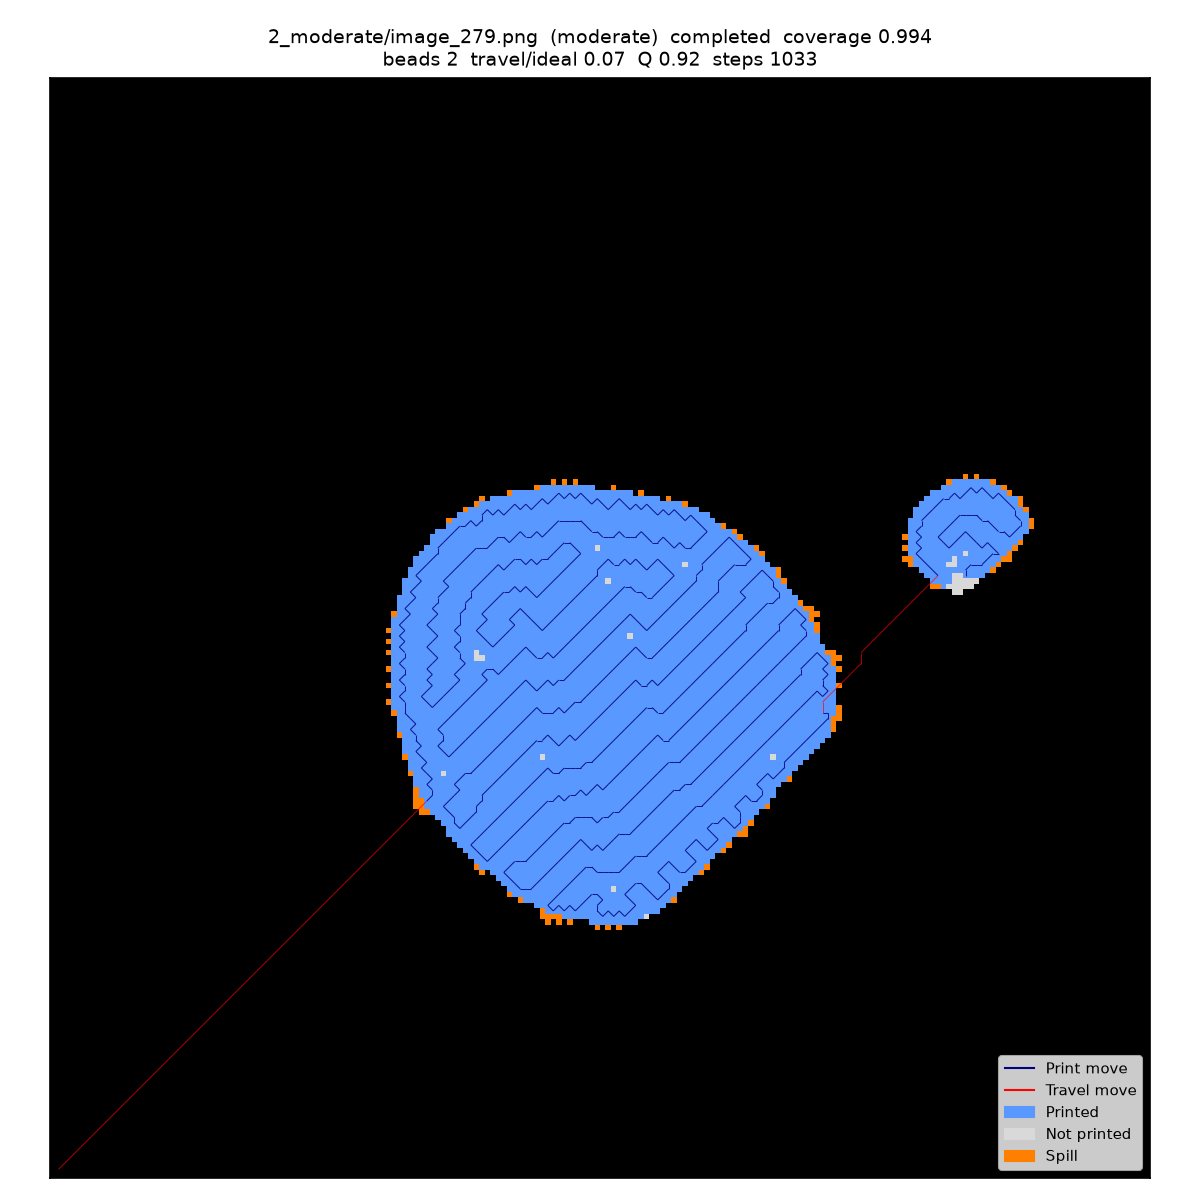 2_moderate/image_279.png  (moderate)  completed  coverage 0.994
beads 2  travel/ideal 0.07  Q 0.92  steps 1033
Print move
Travel move
Printed
Not printed
Spill